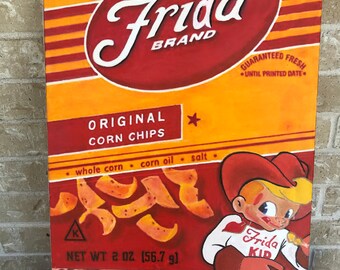 Frida
BRAND
GUARANTEED FRESH
• UNTIL PRINTED DATE •
ORIGINAL
CORN CHIPS
• whole corn • corn oil • salt •
Frida
KID
K
NET WT 2 OZ (56.7 g)